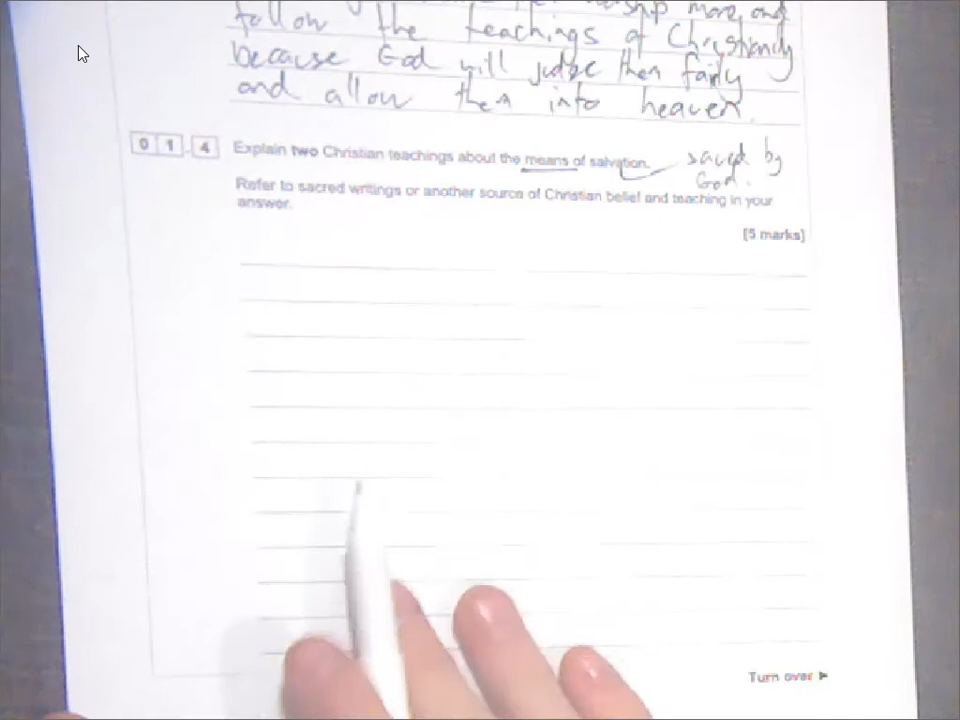 more, and
follow the teachings of Christianity
because God will judge them fairly
and allow them into heaven.
0 1 . 4 Explain two Christian teachings about the means of salvation. saved by
God.
Refer to sacred writings or another source of Christian belief and teaching in your
answer.
[5 marks]
Turn over ►